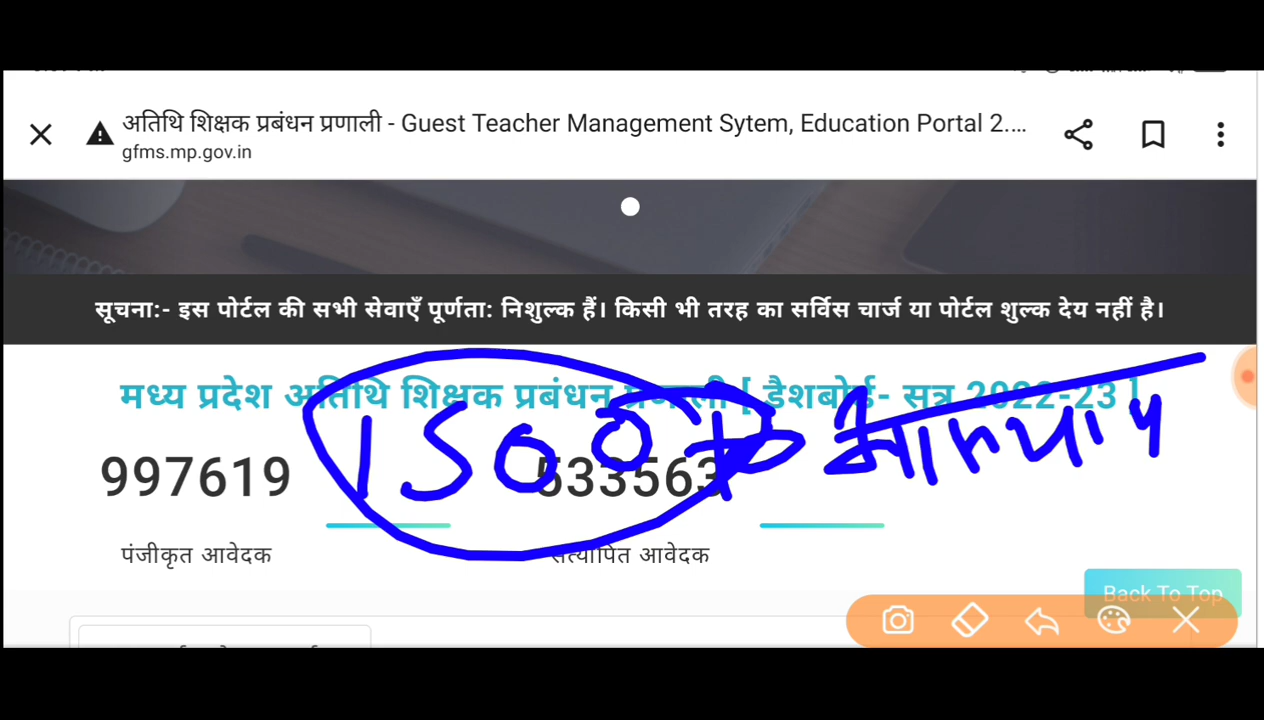 अतिथि शिक्षक प्रबंधन प्रणाली - Guest Teacher Management Sytem, Education Portal 2....
gfms.mp.gov.in
सूचना:- इस पोर्टल की सभी सेवाएँ पूर्णता: निशुल्क हैं। किसी भी तरह का सर्विस चार्ज या पोर्टल शुल्क देय नहीं है।
मध्य प्रदेश अतिथि शिक्षक प्रबंधन प्रणाली [ डैशबोर्ड- सत्र 2022-23 ]
1500+
997619 533563
पंजीकृत आवेदक सत्यापित आवेदक
Back To Top